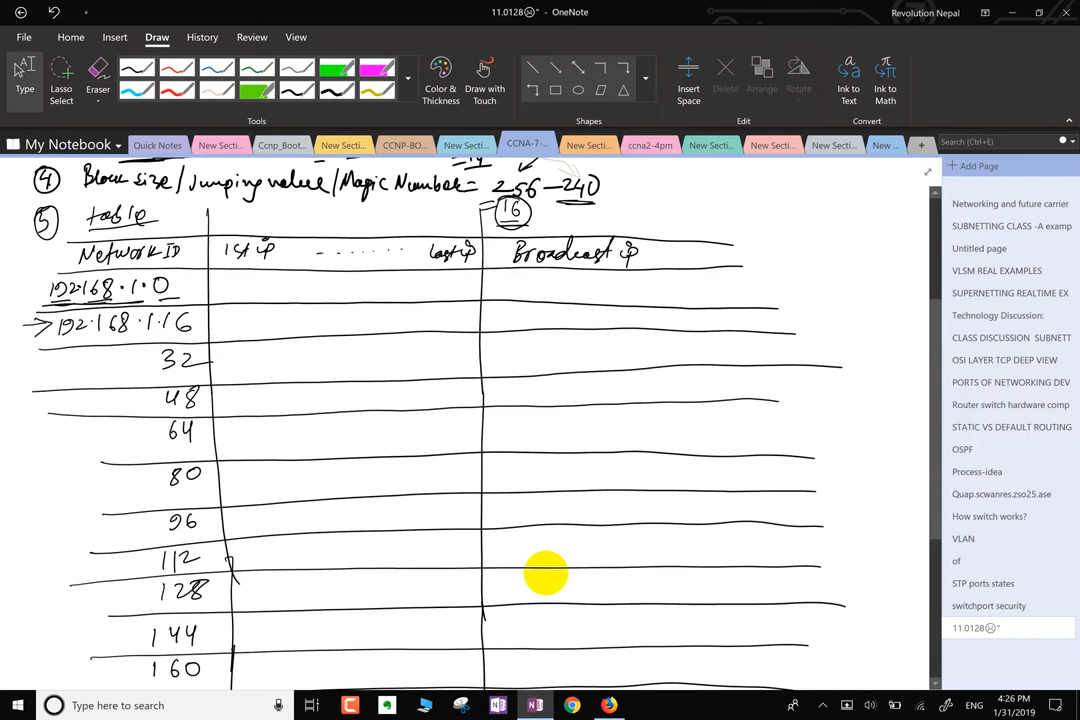 11.0128☹" - OneNote
Revolution Nepal
File Home Insert Draw History Review View
Type
Lasso Select
Eraser
Color & Thickness
Draw with Touch
Insert Space
Delete
Arrange
Rotate
Ink to Text
Ink to Math
Tools
Shapes
Edit
Convert
My Notebook
Quick Notes
New Secti...
Ccnp_Boot...
New Secti...
CCNP-BO...
New Secti...
CCNA-7-...
New Secti...
ccna2-4pm
New Secti...
New Secti...
New Secti...
New ...
Search (Ctrl+E)
④ Block size / Jumping value / Magic Number = 256 - 240
16
⑤ table
Network ID 1st ip ........ last ip Broadcast ip
192.168.1.0
→ 192.168.1.16
32
48
64
80
96
112
128
144
160
Add Page
Networking and future carrier
SUBNETTING CLASS -A examp
Untitled page
VLSM REAL EXAMPLES
SUPERNETTING REALTIME EX
Technology Discussion:
CLASS DISCUSSION SUBNETT
OSI LAYER TCP DEEP VIEW
PORTS OF NETWORKING DEV
Router switch hardware comp
STATIC VS DEFAULT ROUTING
OSPF
Process-idea
Quap.scwanres.zso25.ase
How switch works?
VLAN
of
STP ports states
switchport security
11.0128☹"
Type here to search
ENG
4:26 PM
1/31/2019